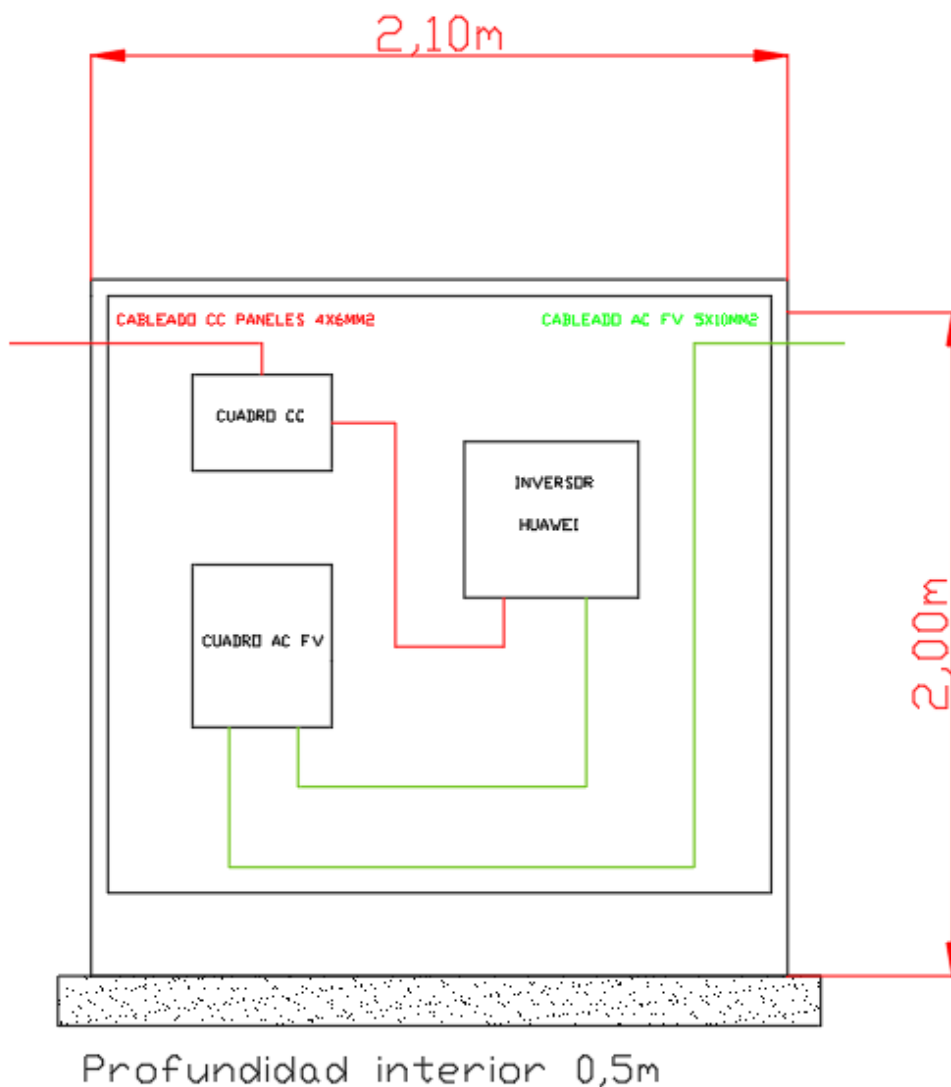 2,10m
CABLEADO CC PANELES 4X6MM2
CABLEADO AC FV 5X10MM2
CUADRO CC
INVERSOR
HUAWEI
CUADRO AC FV
2,00m
Profundidad interior 0,5m